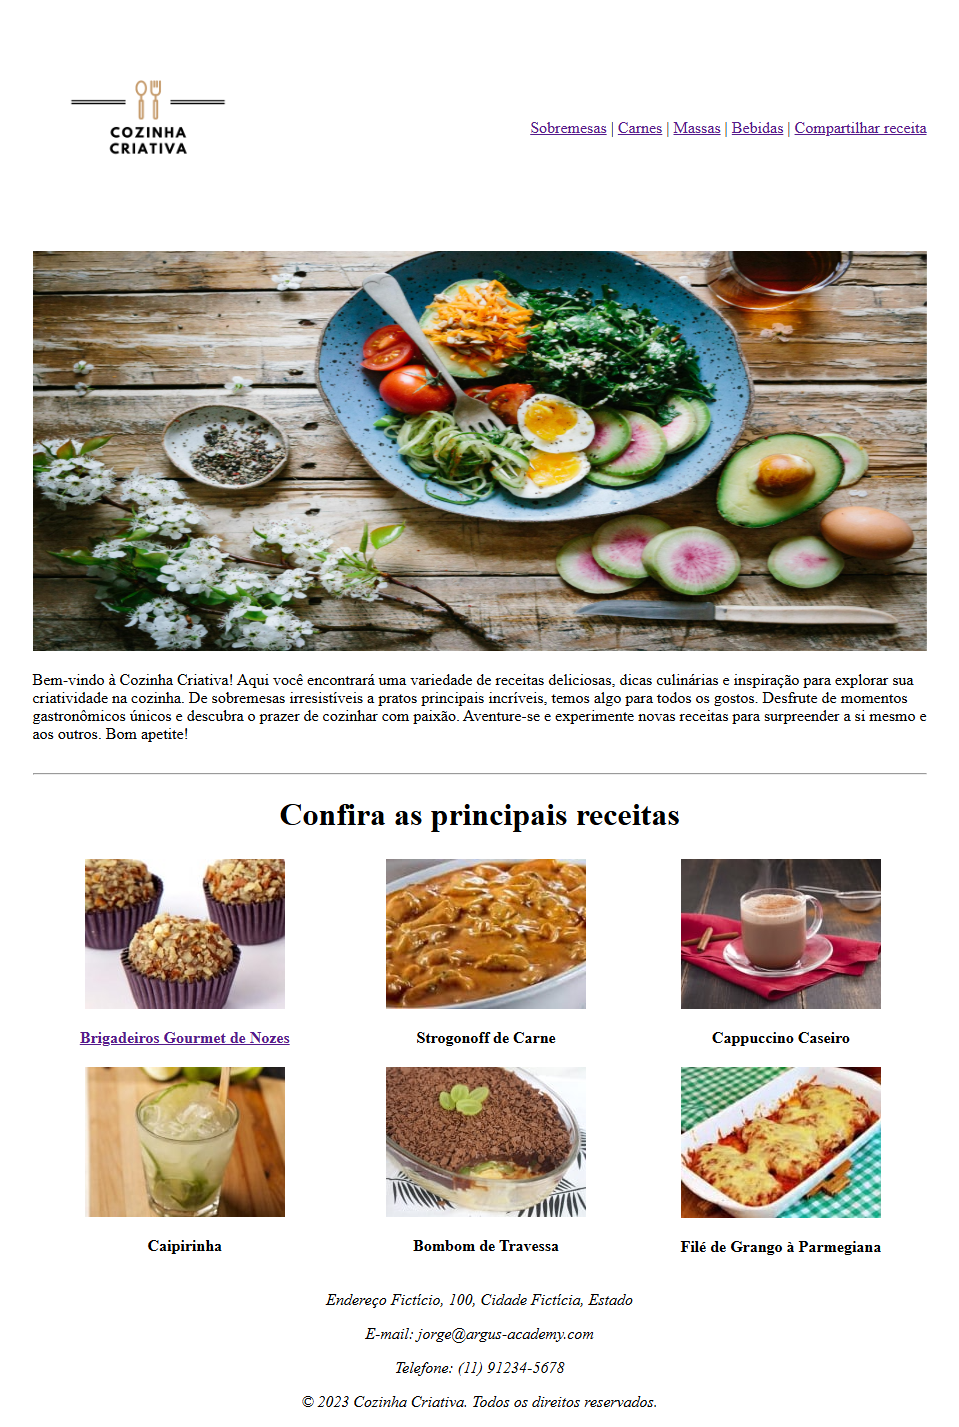 COZINHA
CRIATIVA
Sobremesas | Carnes | Massas | Bebidas | Compartilhar receita
Bem-vindo à Cozinha Criativa! Aqui você encontrará uma variedade de receitas deliciosas, dicas culinárias e inspiração para explorar sua
criatividade na cozinha. De sobremesas irresistíveis a pratos principais incríveis, temos algo para todos os gostos. Desfrute de momentos
gastronômicos únicos e descubra o prazer de cozinhar com paixão. Aventure-se e experimente novas receitas para surpreender a si mesmo e
aos outros. Bom apetite!
Confira as principais receitas
Brigadeiros Gourmet de Nozes
Strogonoff de Carne
Cappuccino Caseiro
Caipirinha
Bombom de Travessa
Filé de Grango à Parmegiana
Endereço Fictício, 100, Cidade Fictícia, Estado
E-mail: jorge@argus-academy.com
Telefone: (11) 91234-5678
© 2023 Cozinha Criativa. Todos os direitos reservados.